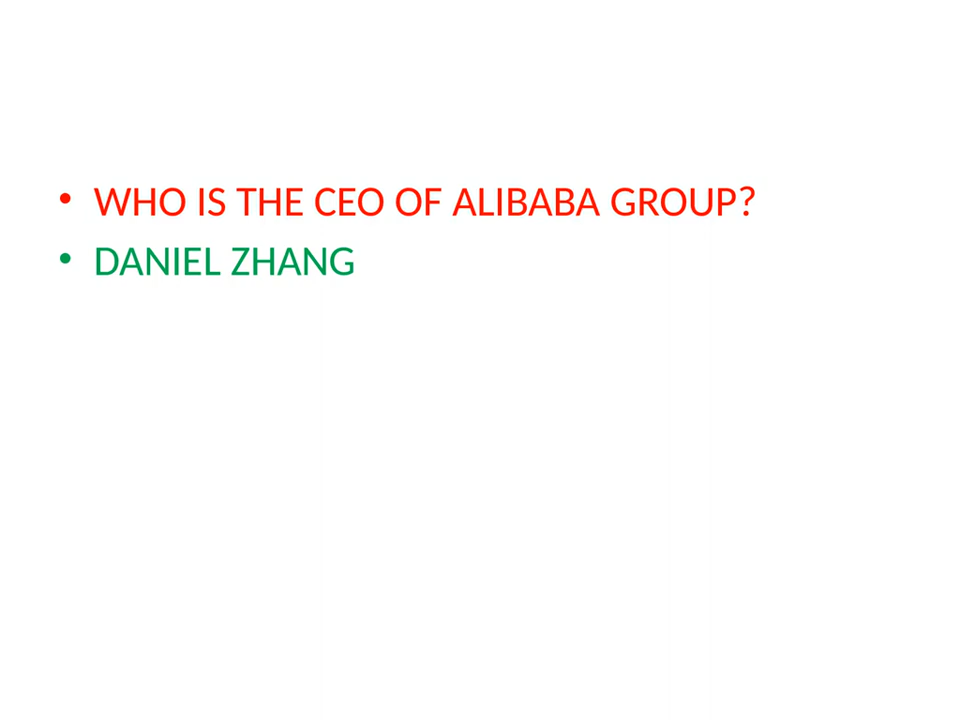 • WHO IS THE CEO OF ALIBABA GROUP?
• DANIEL ZHANG